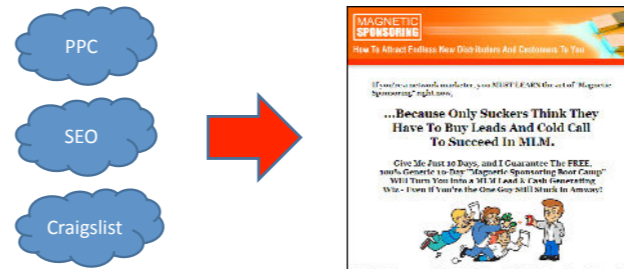 PPC
SEO
Craigslist
MAGNETIC
SPONSORING
How To Attract Endless New Distributors And Customers To You
If you're a network marketer, you MUST LEARN the art of "Magnetic
Sponsoring" right now,
...Because Only Suckers Think They
Have To Buy Leads And Cold Call
To Succeed In MLM.
Give Me Just 10 Days, and I Guarantee The FREE,
100% Generic 10-Day "Magnetic Sponsoring Boot Camp"
Will Turn You Into a MLM Lead & Cash Generating
Wiz - Even if You're the One Guy Still Stuck In Amway!